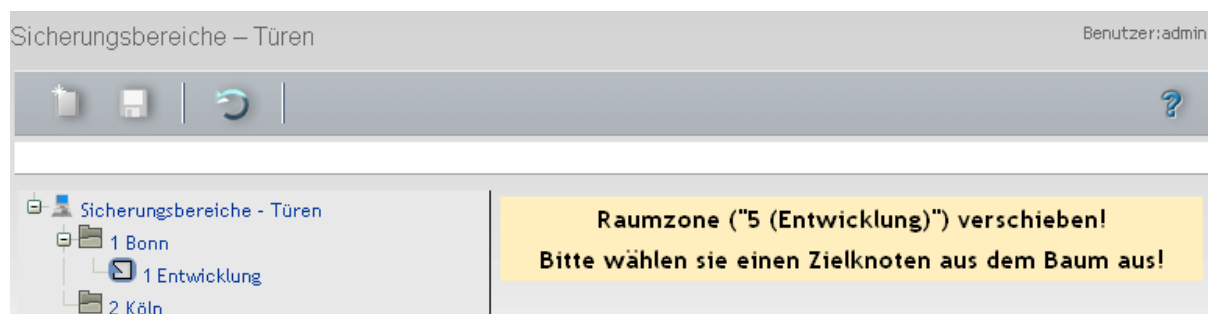 Sicherungsbereiche – Türen
Benutzer:admin
Sicherungsbereiche - Türen
1 Bonn
1 Entwicklung
2 Köln
Raumzone ("5 (Entwicklung)") verschieben!
Bitte wählen sie einen Zielknoten aus dem Baum aus!